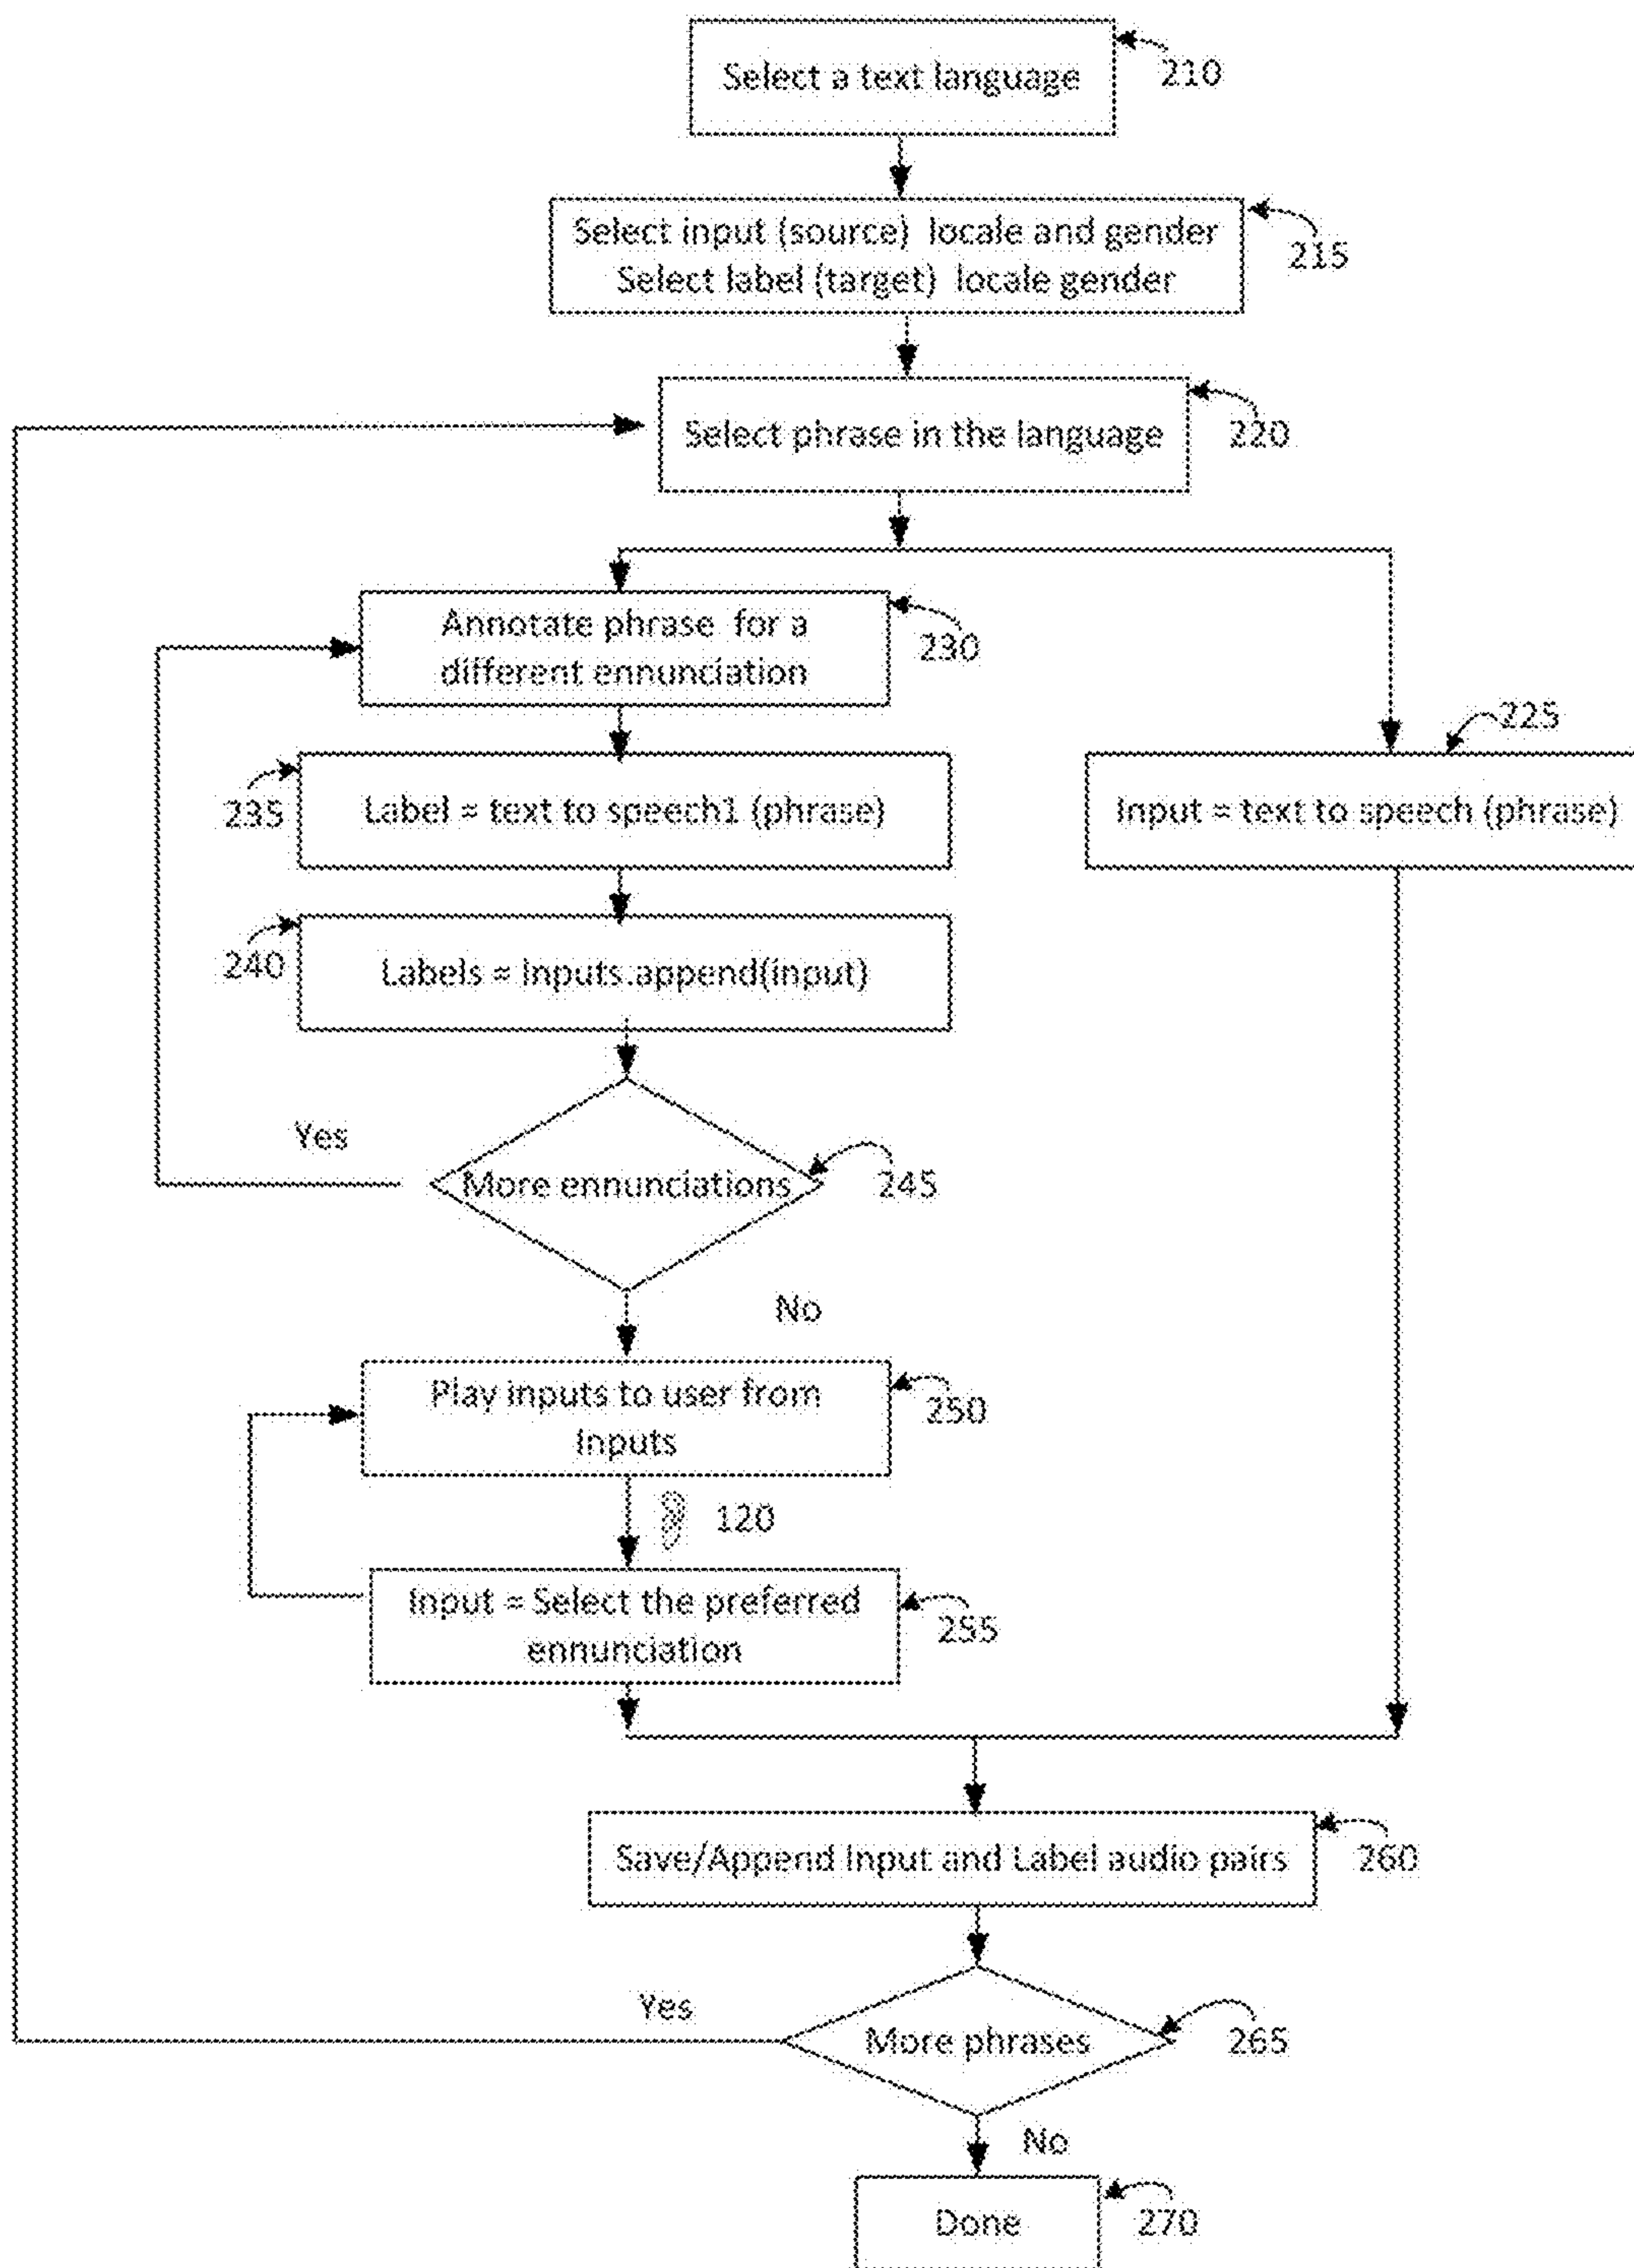 Select a text language
210
Select input (source) locale and gender
Select label (target) locale gender
215
Select phrase in the language
220
Annotate phrase for a
different ennunciation
230
225
Label = text to speech1 (phrase)
235
Input = text to speech (phrase)
Labels = Inputs.append(input)
240
Yes
More ennunciations
245
No
Play inputs to user from
Inputs
250
120
Input = Select the preferred
ennunciation
255
Save/Append Input and Label audio pairs
260
Yes
More phrases
265
No
Done
270